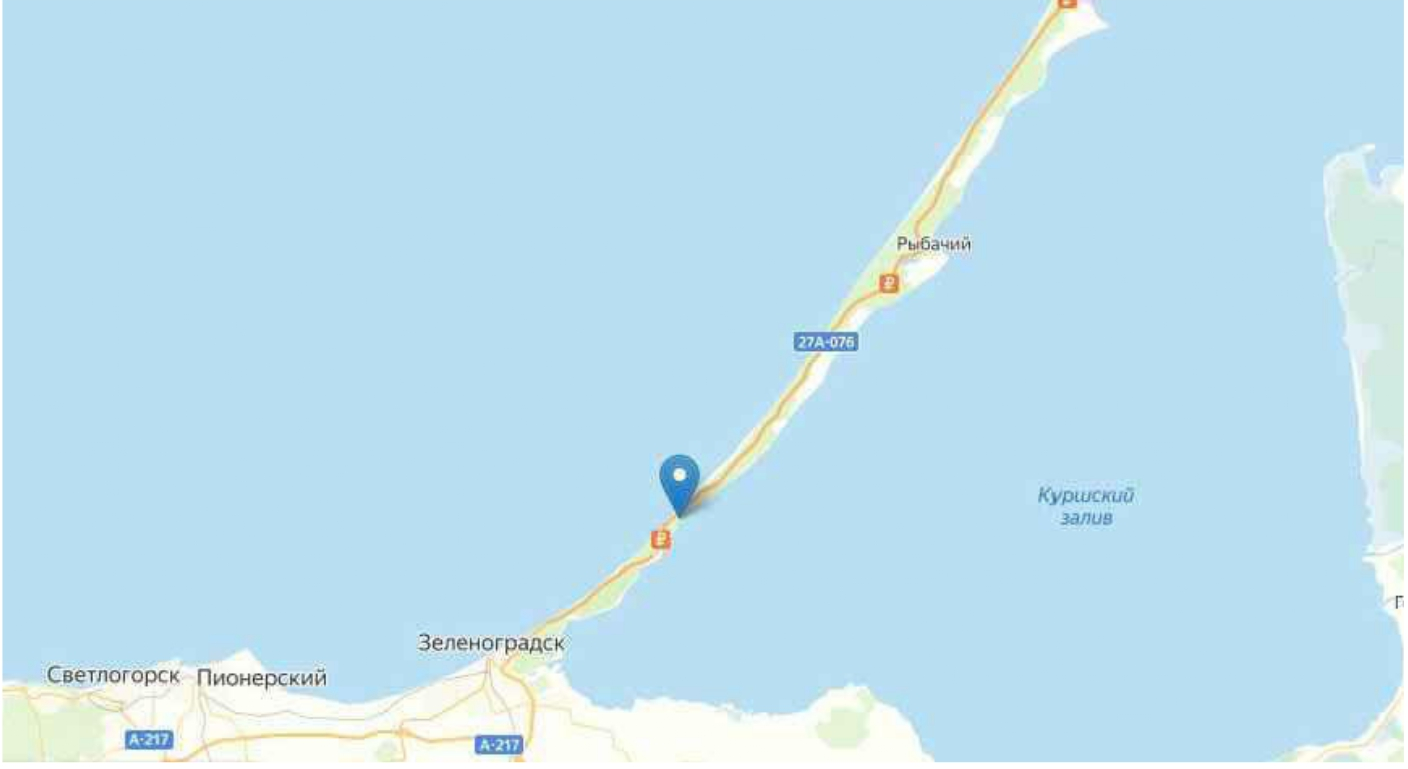 ₽
Рыбачий
₽
27А-076
Куршский
залив
₽
Зеленоградск
Светлогорск
Пионерский
А-217
А-217